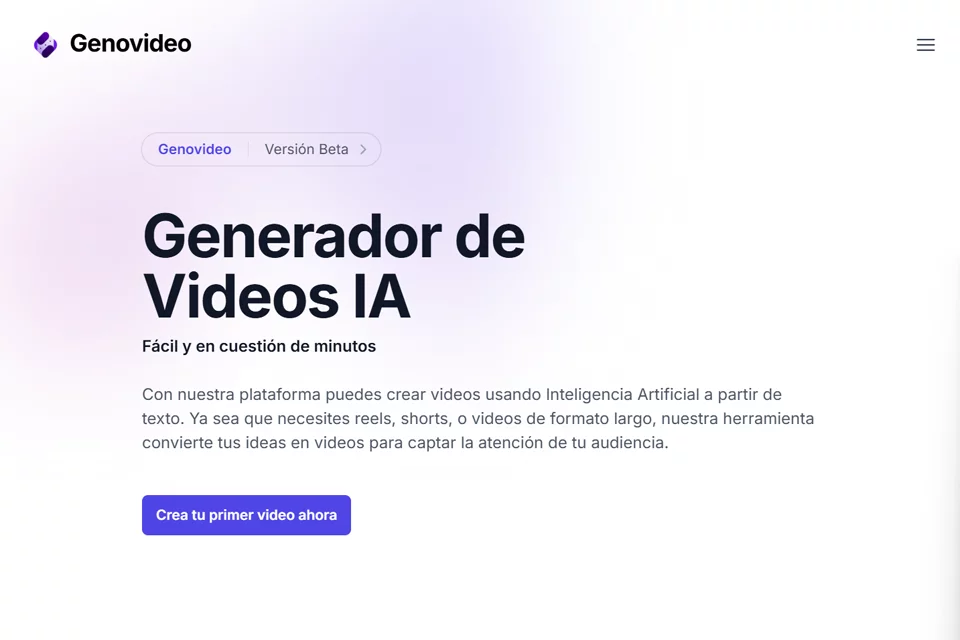 Genovideo
Genovideo Versión Beta
Generador de
Videos IA
Fácil y en cuestión de minutos
Con nuestra plataforma puedes crear videos usando Inteligencia Artificial a partir de
texto. Ya sea que necesites reels, shorts, o videos de formato largo, nuestra herramienta
convierte tus ideas en videos para captar la atención de tu audiencia.
Crea tu primer video ahora